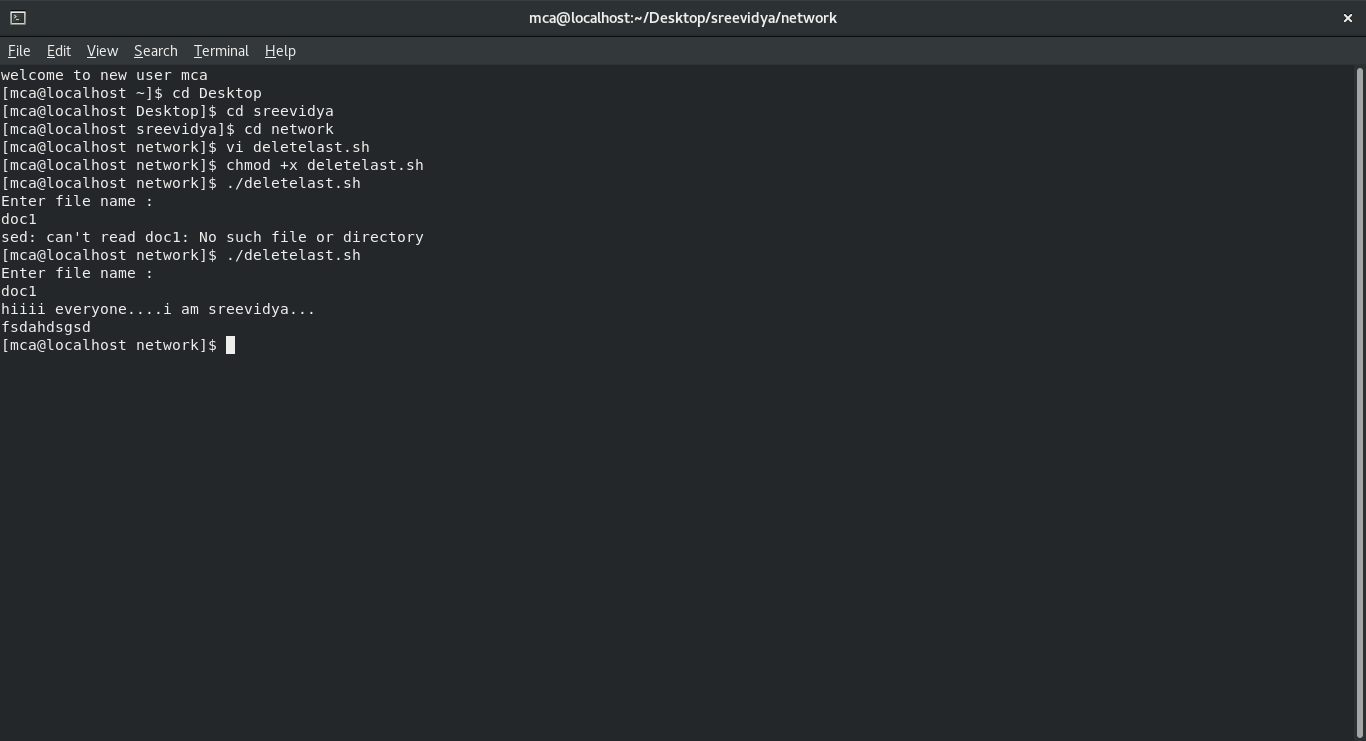 mca@localhost:~/Desktop/sreevidya/network
File Edit View Search Terminal Help
welcome to new user mca
[mca@localhost ~]$ cd Desktop
[mca@localhost Desktop]$ cd sreevidya
[mca@localhost sreevidya]$ cd network
[mca@localhost network]$ vi deletelast.sh
[mca@localhost network]$ chmod +x deletelast.sh
[mca@localhost network]$ ./deletelast.sh
Enter file name :
doc1
sed: can't read doc1: No such file or directory
[mca@localhost network]$ ./deletelast.sh
Enter file name :
doc1
hiiii everyone....i am sreevidya...
fsdahdsgsd
[mca@localhost network]$